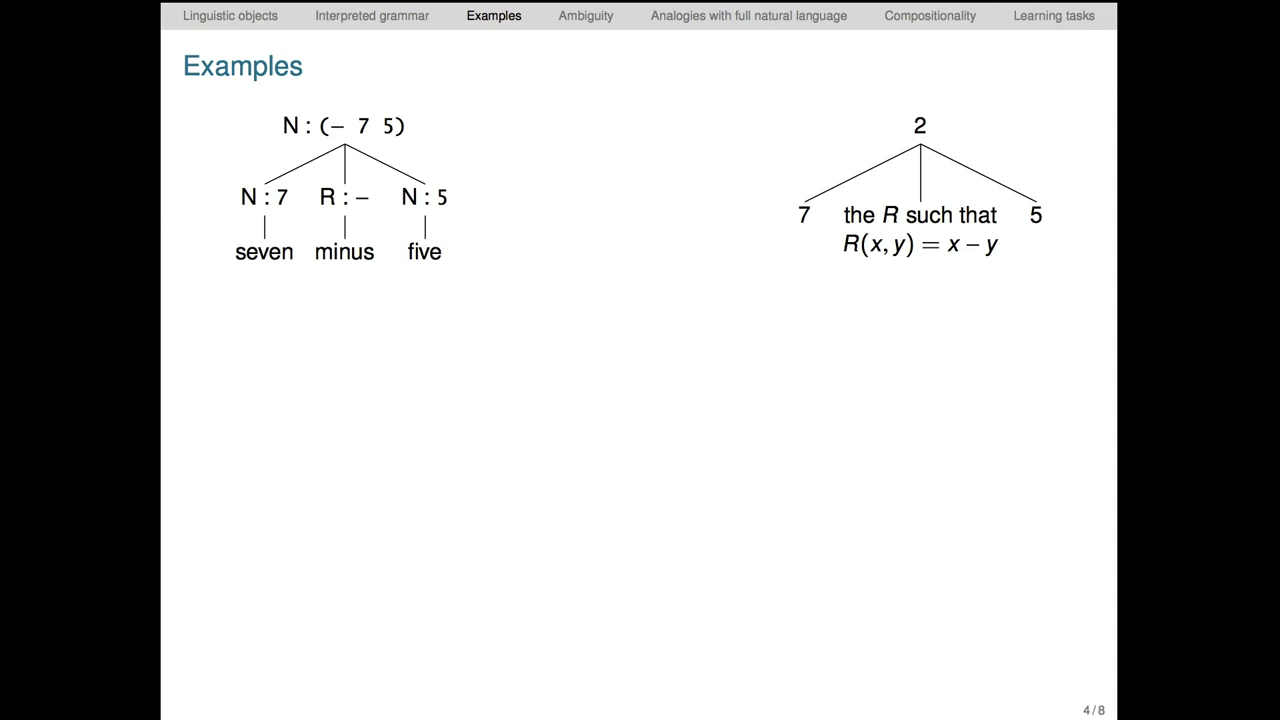 Linguistic objects Interpreted grammar Examples Ambiguity Analogies with full natural language Compositionality Learning tasks
Examples
N : (− 7 5)
N : 7 R : − N : 5
seven minus five
2
7 the R such that 5
R(x, y) = x − y
4 / 8